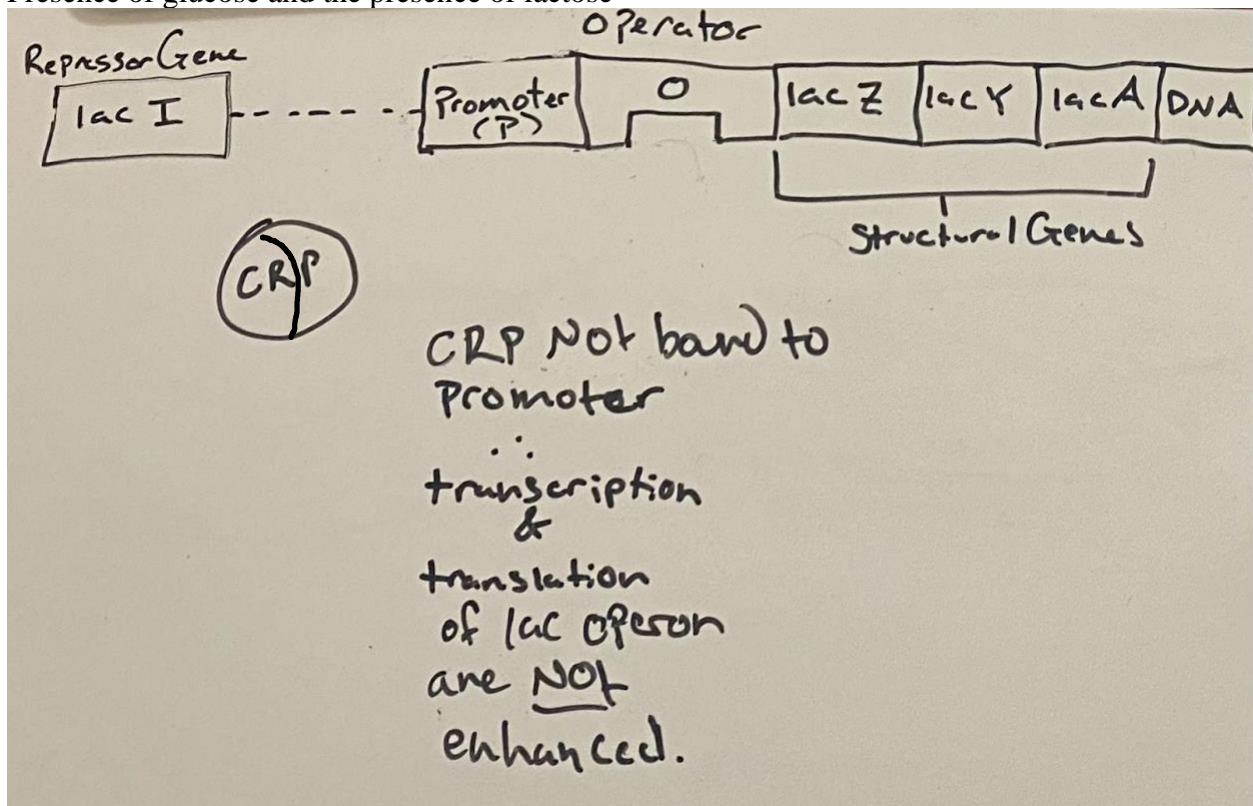 Presence of glucose and the presence of lactose
Operator
Repressor Gene
lac I
Promoter
(P)
O
lac Z
lac Y
lac A
DNA
Structural Genes
CRP
CRP Not bound to
Promoter
∴
transcription
&
translation
of lac operon
are NOT
enhanced.